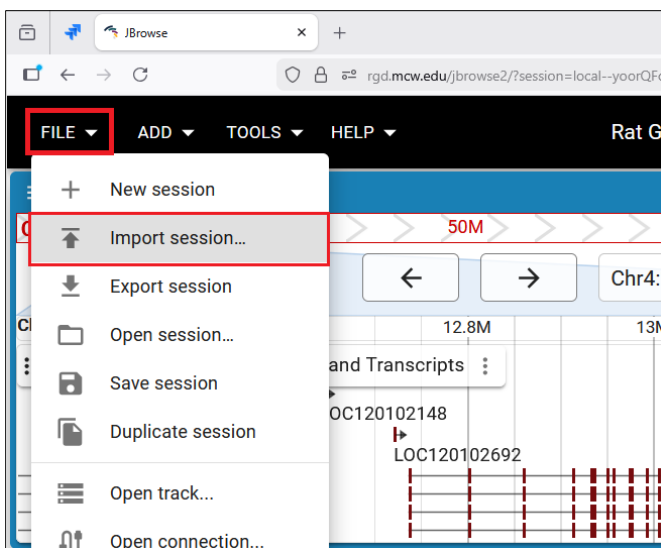 JBrowse
rgd.mcw.edu/jbrowse2/?session=local--yoorQF
FILE ADD TOOLS HELP Rat G
New session
50M
Import session...
Export session
Chr4:
Open session...
12.8M 13M
and Transcripts
Save session
OC120102148
Duplicate session
LOC120102692
Open track...
Open connection...